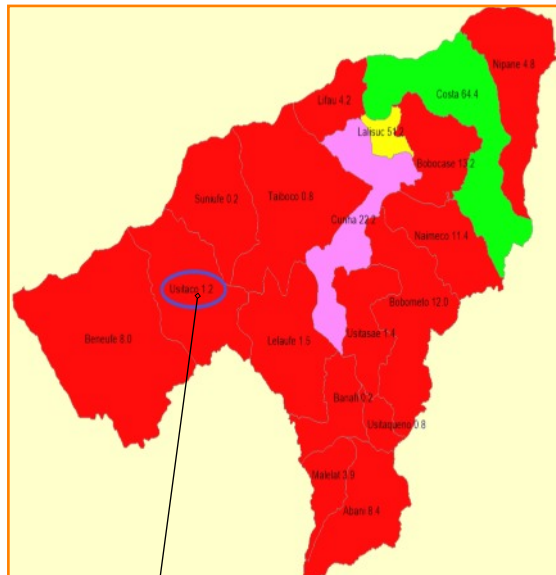 Nipane 4.8
Costa 64.4
Lifau 4.2
Lalisuc 51.2
Bobocase 13.2
Suniufe 0.2
Taiboco 0.8
Cunha 22.2
Naimeco 11.4
Usitaco 1.2
Bobometo 12.0
Beneufe 8.0
Lelaufe 1.5
Usitasae 1.4
Banafi 0.2
Usitaqueno 0.8
Malelat 3.9
Abani 8.4